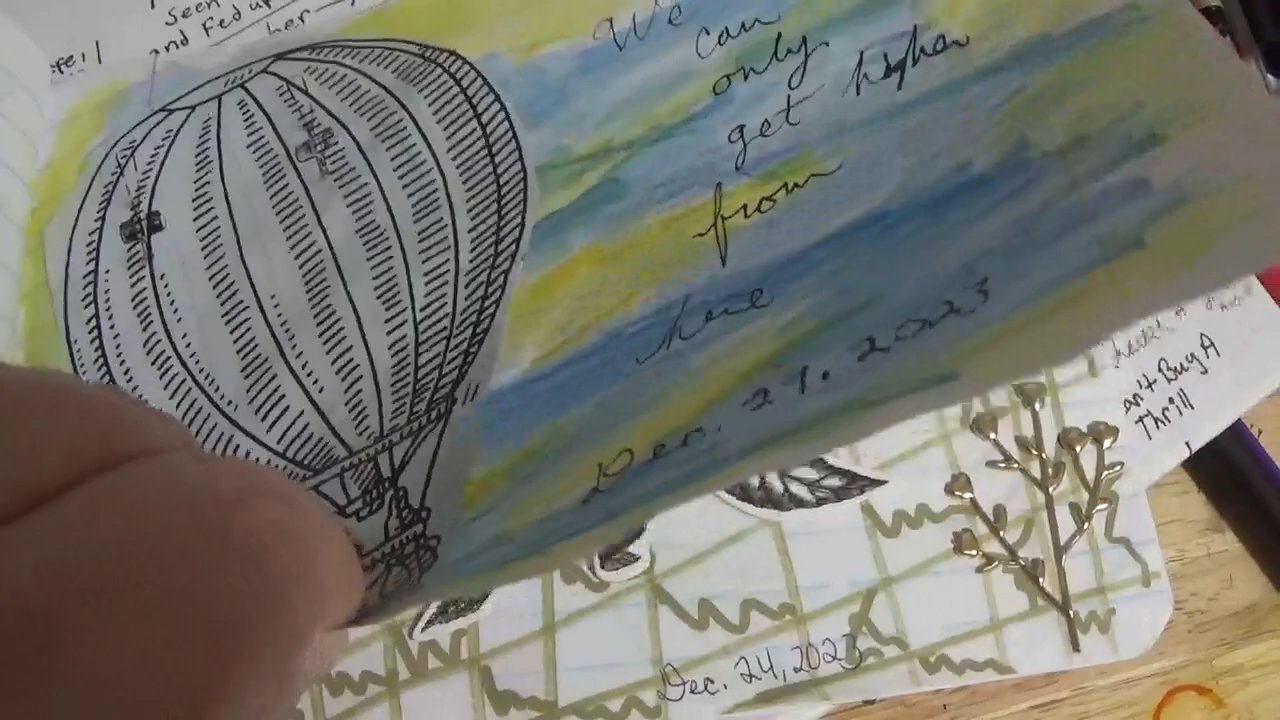 seen
and Fed up
her
We
can
only
get higher
from
here
Dec. 27. 2023
an't Buy A
Thrill
Dec. 24, 2023